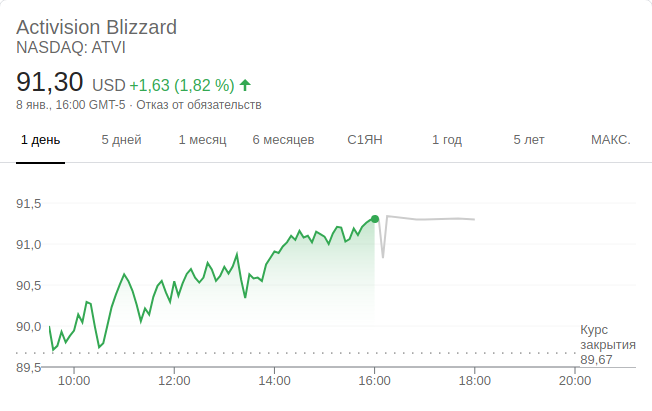 Activision Blizzard
NASDAQ: ATVI
91,30 USD +1,63 (1,82 %)
8 янв., 16:00 GMT-5 · Отказ от обязательств
1 день 5 дней 1 месяц 6 месяцев С1ЯН 1 год 5 лет МАКС.
91,5
91,0
90,5
90,0
Курс
закрытия
89,67
89,5
10:00 12:00 14:00 16:00 18:00 20:00